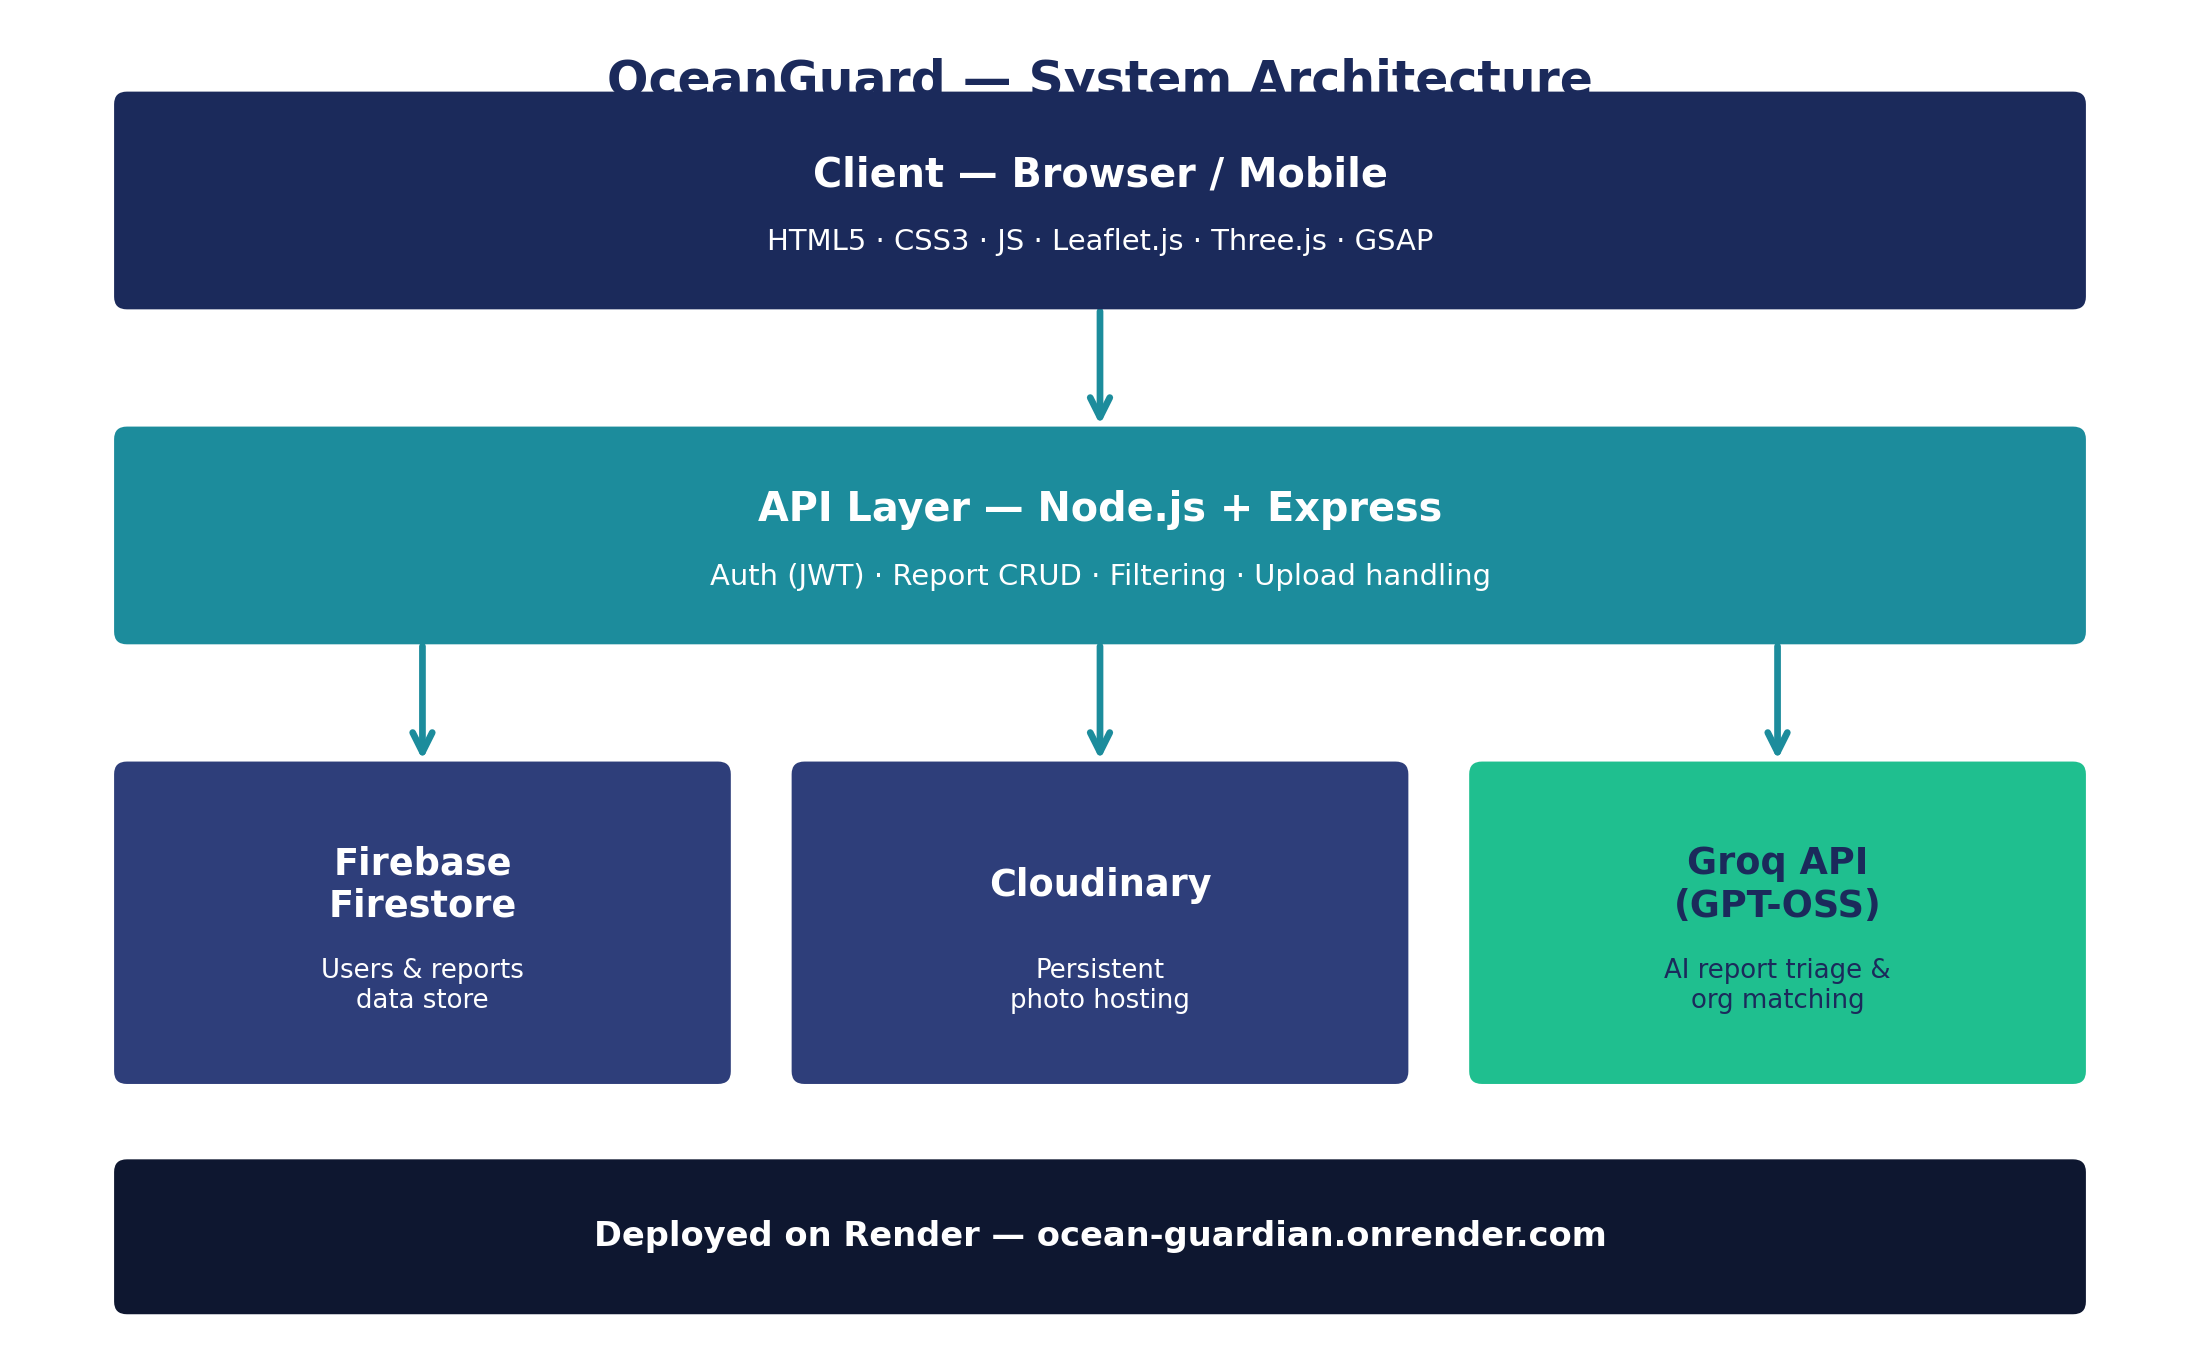 OceanGuard — System Architecture
Client — Browser / Mobile
HTML5 · CSS3 · JS · Leaflet.js · Three.js · GSAP
API Layer — Node.js + Express
Auth (JWT) · Report CRUD · Filtering · Upload handling
Firebase
Firestore
Users & reports
data store
Cloudinary
Persistent
photo hosting
Groq API
(GPT-OSS)
AI report triage &
org matching
Deployed on Render — ocean-guardian.onrender.com